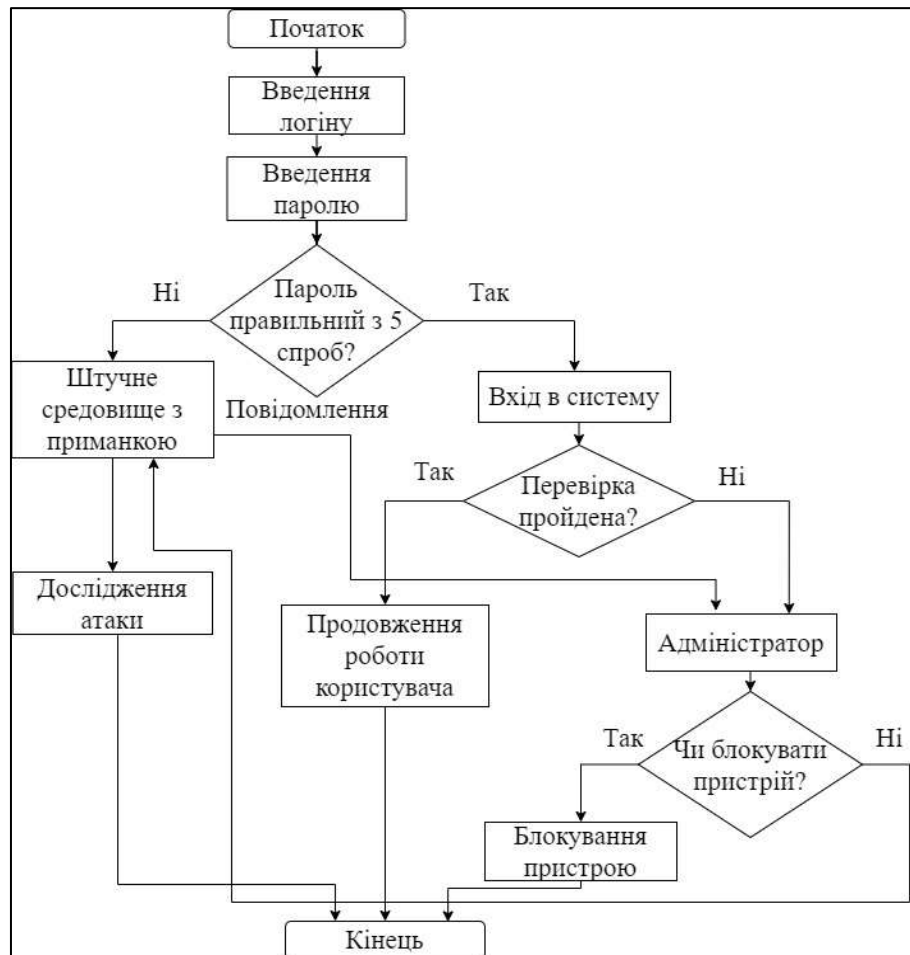 Початок
Введення
логіну
Введення
паролю
Ні
Пароль
правильний з 5
спроб?
Так
Штучне
средовище з
приманкою
Повідомлення
Вхід в систему
Так
Перевірка
пройдена?
Ні
Дослідження
атаки
Продовження
роботи
користувача
Адміністратор
Так
Чи блокувати
пристрій?
Ні
Блокування
пристрою
Кінець